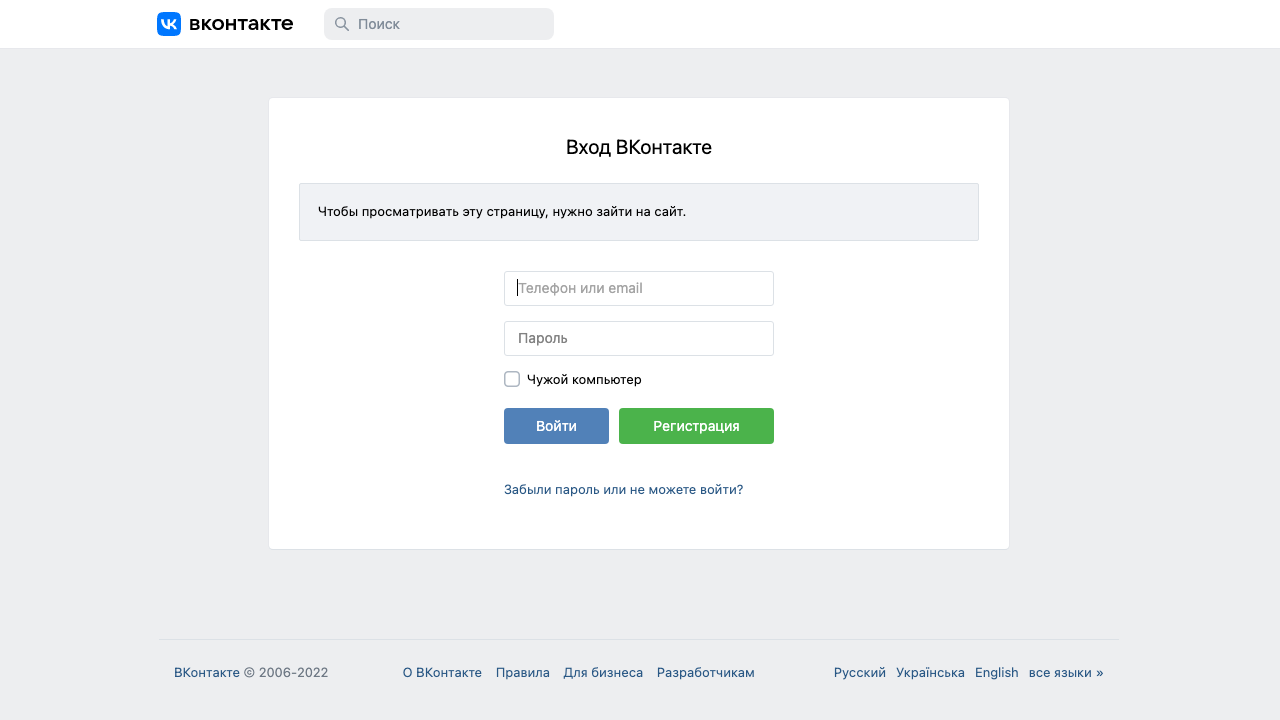 вконтакте
Поиск
Вход ВКонтакте
Чтобы просматривать эту страницу, нужно зайти на сайт.
Телефон или email
Пароль
Чужой компьютер
Войти Регистрация
Забыли пароль или не можете войти?
ВКонтакте © 2006-2022 О ВКонтакте Правила Для бизнеса Разработчикам Русский Українська English все языки »